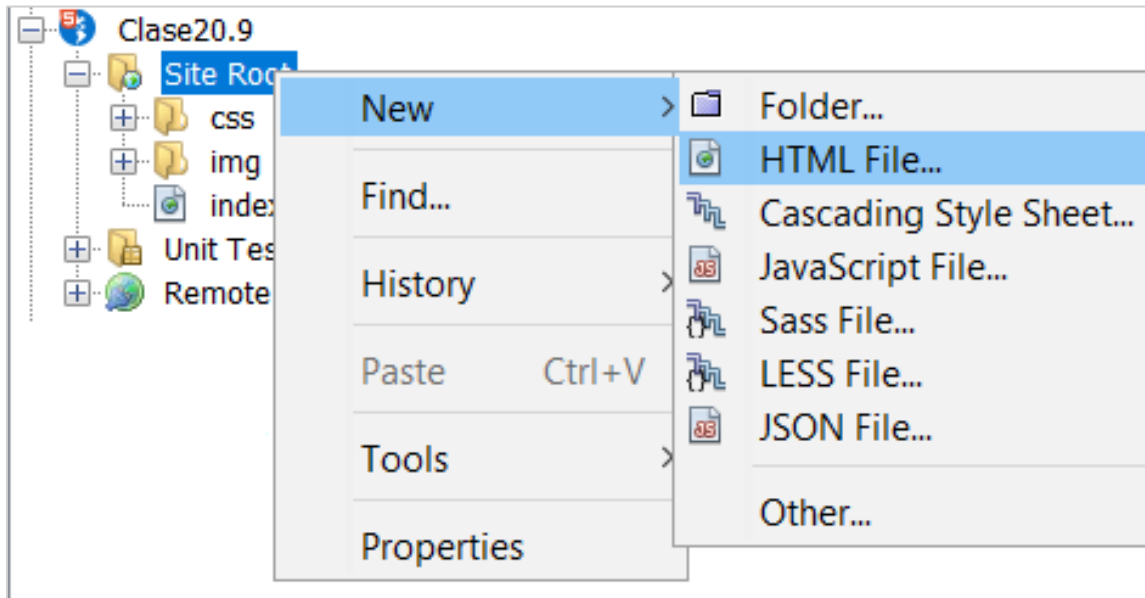 Clase20.9
Site Root
css
img
index
Unit Tes
Remote
New
Find...
History
Paste Ctrl+V
Tools
Properties
Folder...
HTML File...
Cascading Style Sheet...
JavaScript File...
Sass File...
LESS File...
JSON File...
Other...